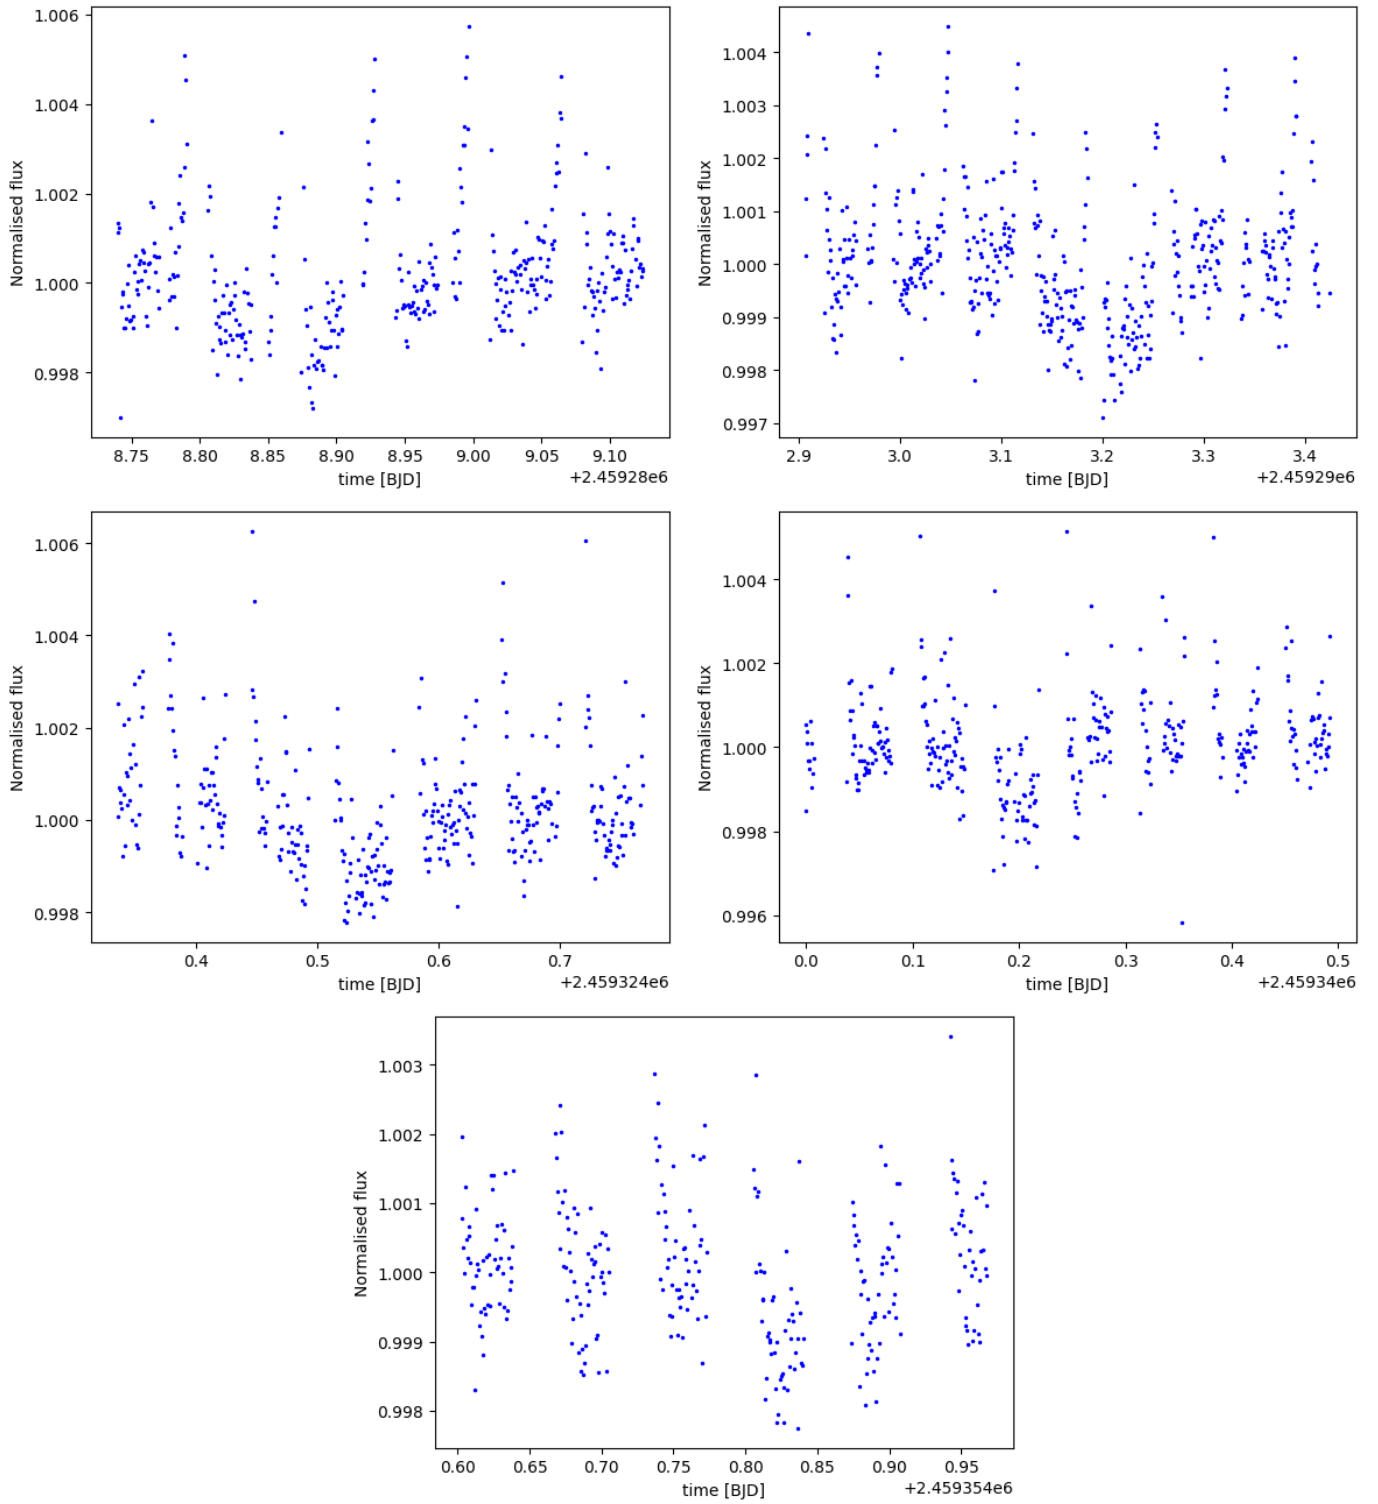 1.006
1.004
1.002
1.000
0.998
Normalised flux
8.75 8.80 8.85 8.90 8.95 9.00 9.05 9.10
time [BJD]
+2.45928e6
1.004
1.003
1.002
1.001
1.000
0.999
0.998
0.997
Normalised flux
2.9 3.0 3.1 3.2 3.3 3.4
time [BJD]
+2.45929e6
1.006
1.004
1.002
1.000
0.998
Normalised flux
0.4 0.5 0.6 0.7
time [BJD]
+2.459324e6
1.004
1.002
1.000
0.998
0.996
Normalised flux
0.0 0.1 0.2 0.3 0.4 0.5
time [BJD]
+2.45934e6
1.003
1.002
1.001
1.000
0.999
0.998
Normalised flux
0.60 0.65 0.70 0.75 0.80 0.85 0.90 0.95
time [BJD]
+2.459354e6